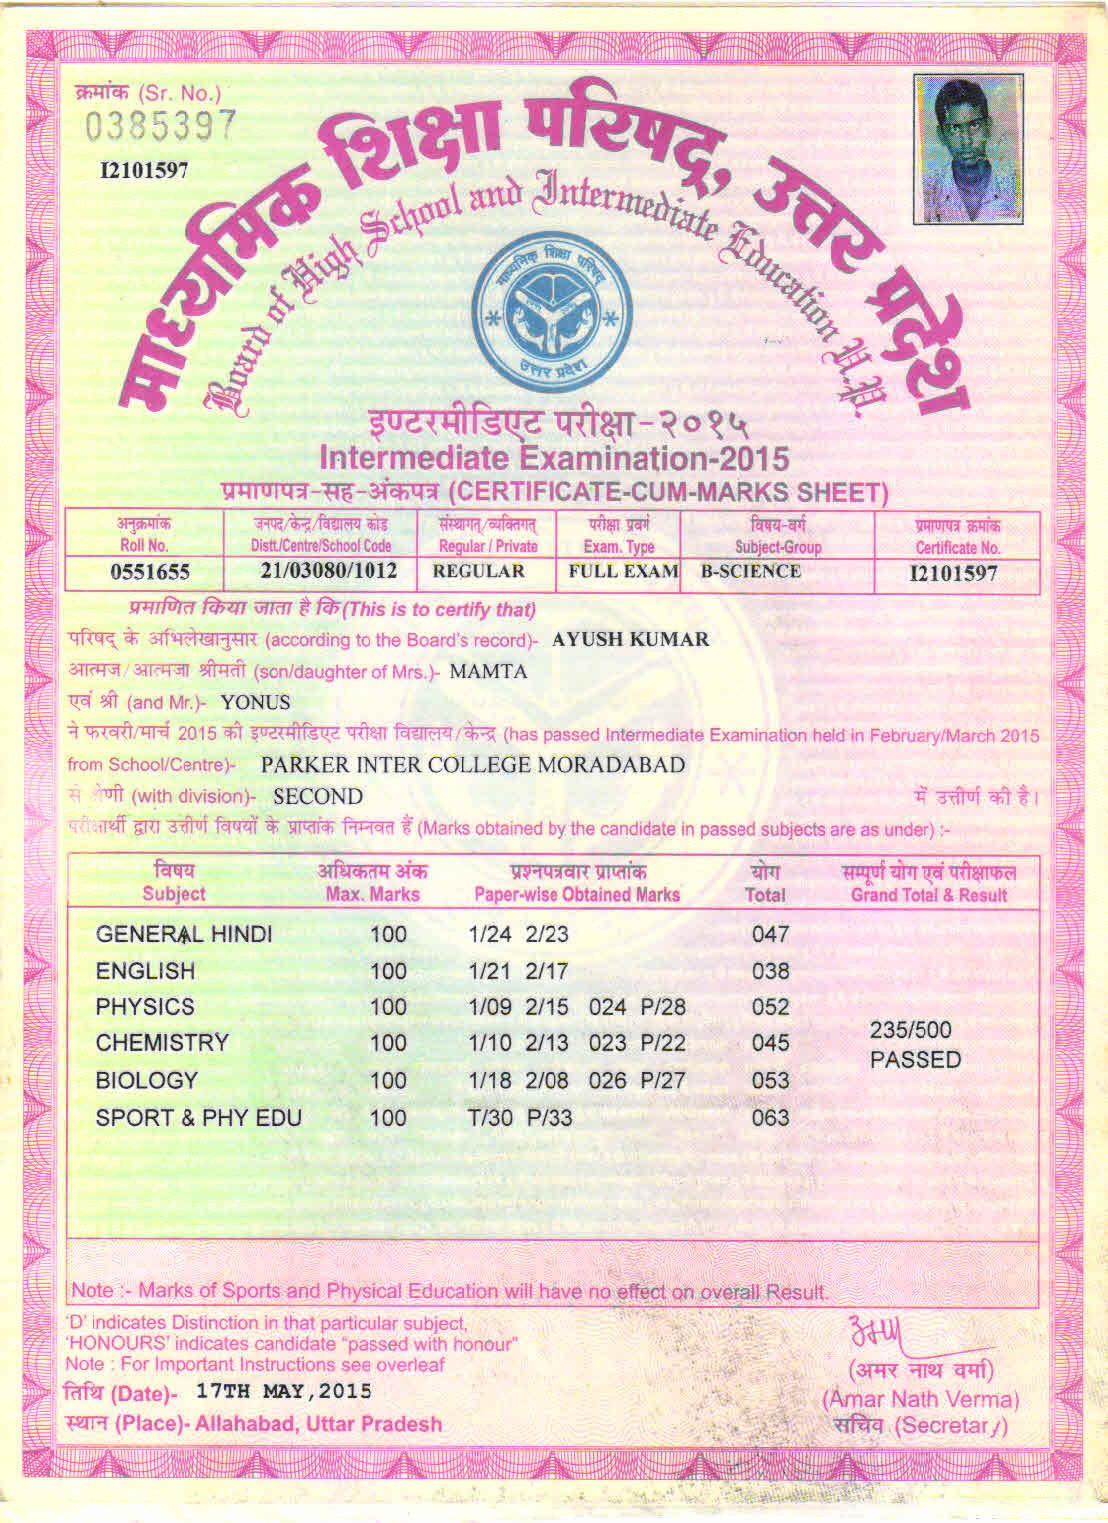 क्रमांक (Sr. No.)
0385397
I2101597
माध्यमिक शिक्षा परिषद्, उत्तर प्रदेश
Board of High School and Intermediate Education U.P.
माध्यमिक शिक्षा परिषद्
उत्तर प्रदेश
इण्टरमीडिएट परीक्षा-२०१५
Intermediate Examination-2015
प्रमाणपत्र-सह-अंकपत्र (CERTIFICATE-CUM-MARKS SHEET)
अनुक्रमांक जनपद/केन्द्र/विद्यालय कोड संस्थागत्/व्यक्तिगत् परीक्षा प्रवर्ग विषय-वर्ग प्रमाणपत्र क्रमांक
Roll No. Distt./Centre/School Code Regular / Private Exam. Type Subject-Group Certificate No.
0551655 21/03080/1012 REGULAR FULL EXAM B-SCIENCE I2101597
प्रमाणित किया जाता है कि (This is to certify that)
परिषद् के अभिलेखानुसार (according to the Board's record)- AYUSH KUMAR
आत्मज/आत्मजा श्रीमती (son/daughter of Mrs.)- MAMTA
एवं श्री (and Mr.)- YONUS
ने फरवरी/मार्च 2015 की इण्टरमीडिएट परीक्षा विद्यालय/केन्द्र (has passed Intermediate Examination held in February/March 2015
from School/Centre)- PARKER INTER COLLEGE MORADABAD
से श्रेणी (with division)- SECOND में उत्तीर्ण की है।
परीक्षार्थी द्वारा उत्तीर्ण विषयों के प्राप्तांक निम्नवत हैं (Marks obtained by the candidate in passed subjects are as under) :-
विषय अधिकतम अंक प्रश्नपत्रवार प्राप्तांक योग सम्पूर्ण योग एवं परीक्षाफल
Subject Max. Marks Paper-wise Obtained Marks Total Grand Total & Result
GENERAL HINDI 100 1/24 2/23 047
ENGLISH 100 1/21 2/17 038
PHYSICS 100 1/09 2/15 024 P/28 052
235/500
CHEMISTRY 100 1/10 2/13 023 P/22 045
PASSED
BIOLOGY 100 1/18 2/08 026 P/27 053
SPORT & PHY EDU 100 T/30 P/33 063
Note :- Marks of Sports and Physical Education will have no effect on overall Result.
'D' indicates Distinction in that particular subject,
'HONOURS' indicates candidate "passed with honour"
Note : For Important Instructions see overleaf
तिथि (Date)- 17TH MAY,2015
स्थान (Place)- Allahabad, Uttar Pradesh
(अमर नाथ वर्मा)
(Amar Nath Verma)
सचिव (Secretary)